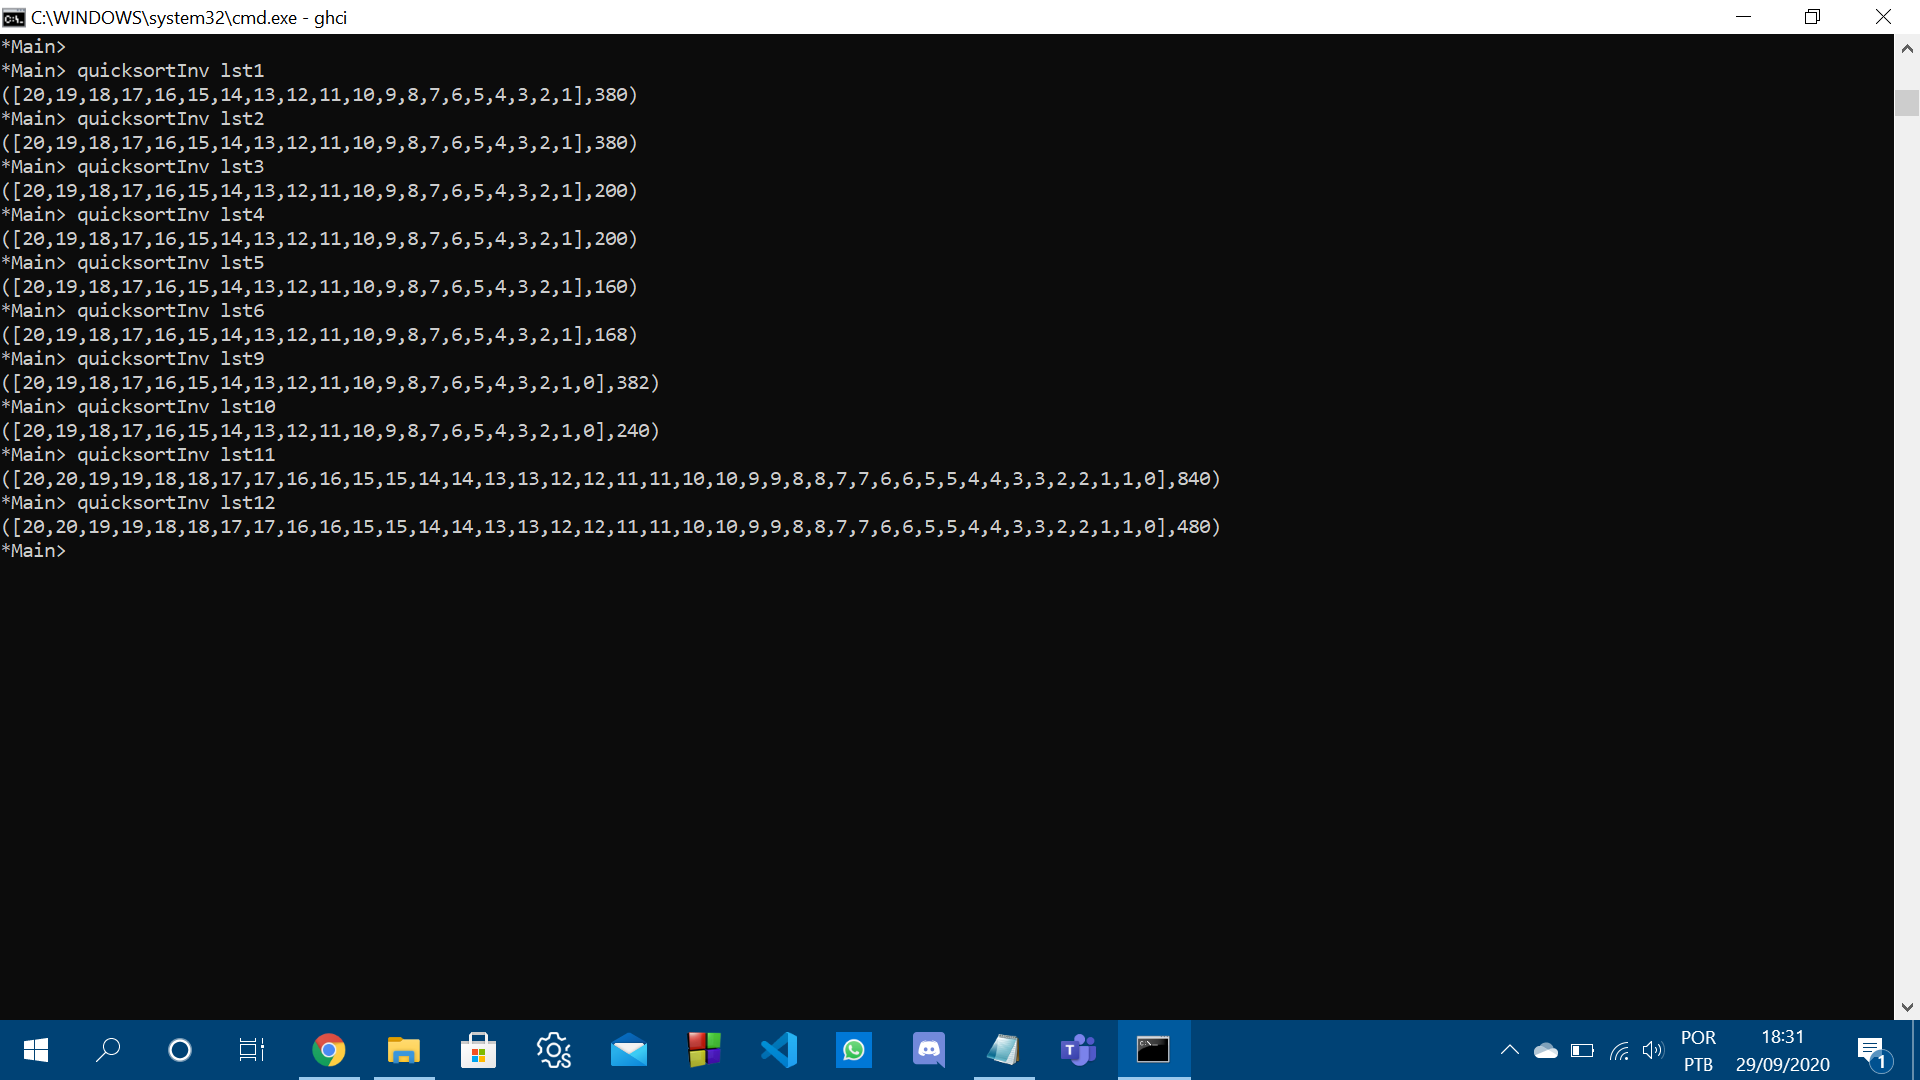 C:\WINDOWS\system32\cmd.exe - ghci
*Main>
*Main> quicksortInv lst1
([20,19,18,17,16,15,14,13,12,11,10,9,8,7,6,5,4,3,2,1],380)
*Main> quicksortInv lst2
([20,19,18,17,16,15,14,13,12,11,10,9,8,7,6,5,4,3,2,1],380)
*Main> quicksortInv lst3
([20,19,18,17,16,15,14,13,12,11,10,9,8,7,6,5,4,3,2,1],200)
*Main> quicksortInv lst4
([20,19,18,17,16,15,14,13,12,11,10,9,8,7,6,5,4,3,2,1],200)
*Main> quicksortInv lst5
([20,19,18,17,16,15,14,13,12,11,10,9,8,7,6,5,4,3,2,1],160)
*Main> quicksortInv lst6
([20,19,18,17,16,15,14,13,12,11,10,9,8,7,6,5,4,3,2,1],168)
*Main> quicksortInv lst9
([20,19,18,17,16,15,14,13,12,11,10,9,8,7,6,5,4,3,2,1,0],382)
*Main> quicksortInv lst10
([20,19,18,17,16,15,14,13,12,11,10,9,8,7,6,5,4,3,2,1,0],240)
*Main> quicksortInv lst11
([20,20,19,19,18,18,17,17,16,16,15,15,14,14,13,13,12,12,11,11,10,10,9,9,8,8,7,7,6,6,5,5,4,4,3,3,2,2,1,1,0],840)
*Main> quicksortInv lst12
([20,20,19,19,18,18,17,17,16,16,15,15,14,14,13,13,12,12,11,11,10,10,9,9,8,8,7,7,6,6,5,5,4,4,3,3,2,2,1,1,0],480)
*Main>
POR 18:31
PTB 29/09/2020
1